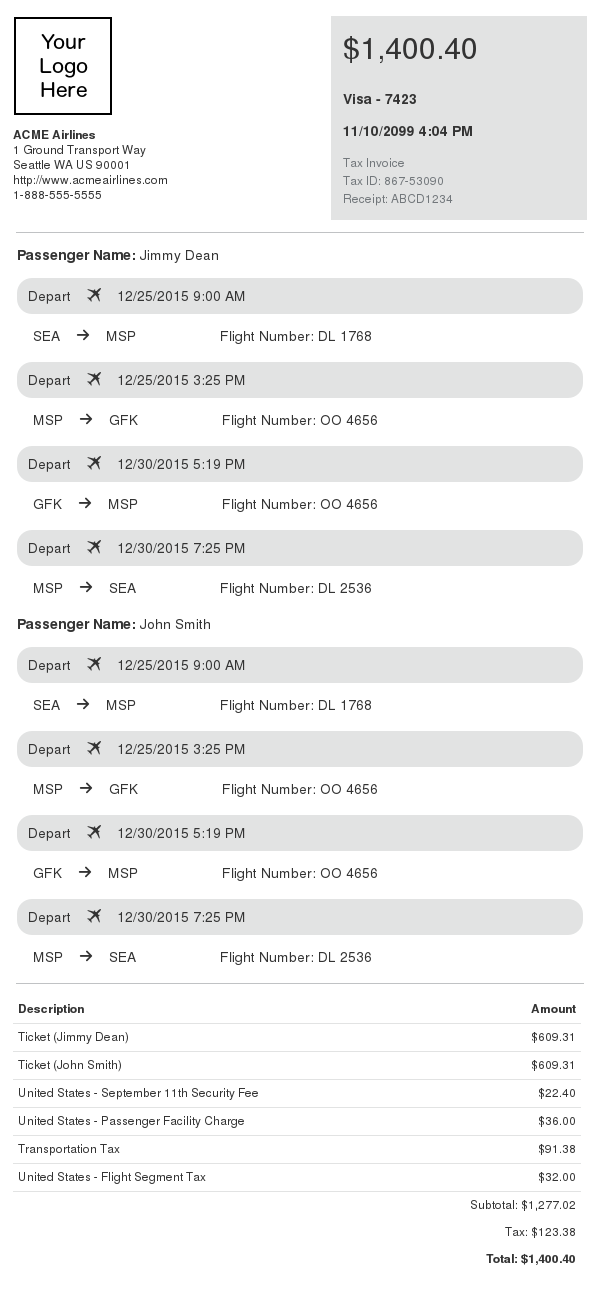 Your
Logo
Here
ACME Airlines
1 Ground Transport Way
Seattle WA US 90001
http://www.acmeairlines.com
1-888-555-5555
$1,400.40
Visa - 7423
11/10/2099 4:04 PM
Tax Invoice
Tax ID: 867-53090
Receipt: ABCD1234
Passenger Name: Jimmy Dean
Depart 12/25/2015 9:00 AM
SEA → MSP Flight Number: DL 1768
Depart 12/25/2015 3:25 PM
MSP → GFK Flight Number: OO 4656
Depart 12/30/2015 5:19 PM
GFK → MSP Flight Number: OO 4656
Depart 12/30/2015 7:25 PM
MSP → SEA Flight Number: DL 2536
Passenger Name: John Smith
Depart 12/25/2015 9:00 AM
SEA → MSP Flight Number: DL 1768
Depart 12/25/2015 3:25 PM
MSP → GFK Flight Number: OO 4656
Depart 12/30/2015 5:19 PM
GFK → MSP Flight Number: OO 4656
Depart 12/30/2015 7:25 PM
MSP → SEA Flight Number: DL 2536
Description Amount
Ticket (Jimmy Dean) $609.31
Ticket (John Smith) $609.31
United States - September 11th Security Fee $22.40
United States - Passenger Facility Charge $36.00
Transportation Tax $91.38
United States - Flight Segment Tax $32.00
Subtotal: $1,277.02
Tax: $123.38
Total: $1,400.40